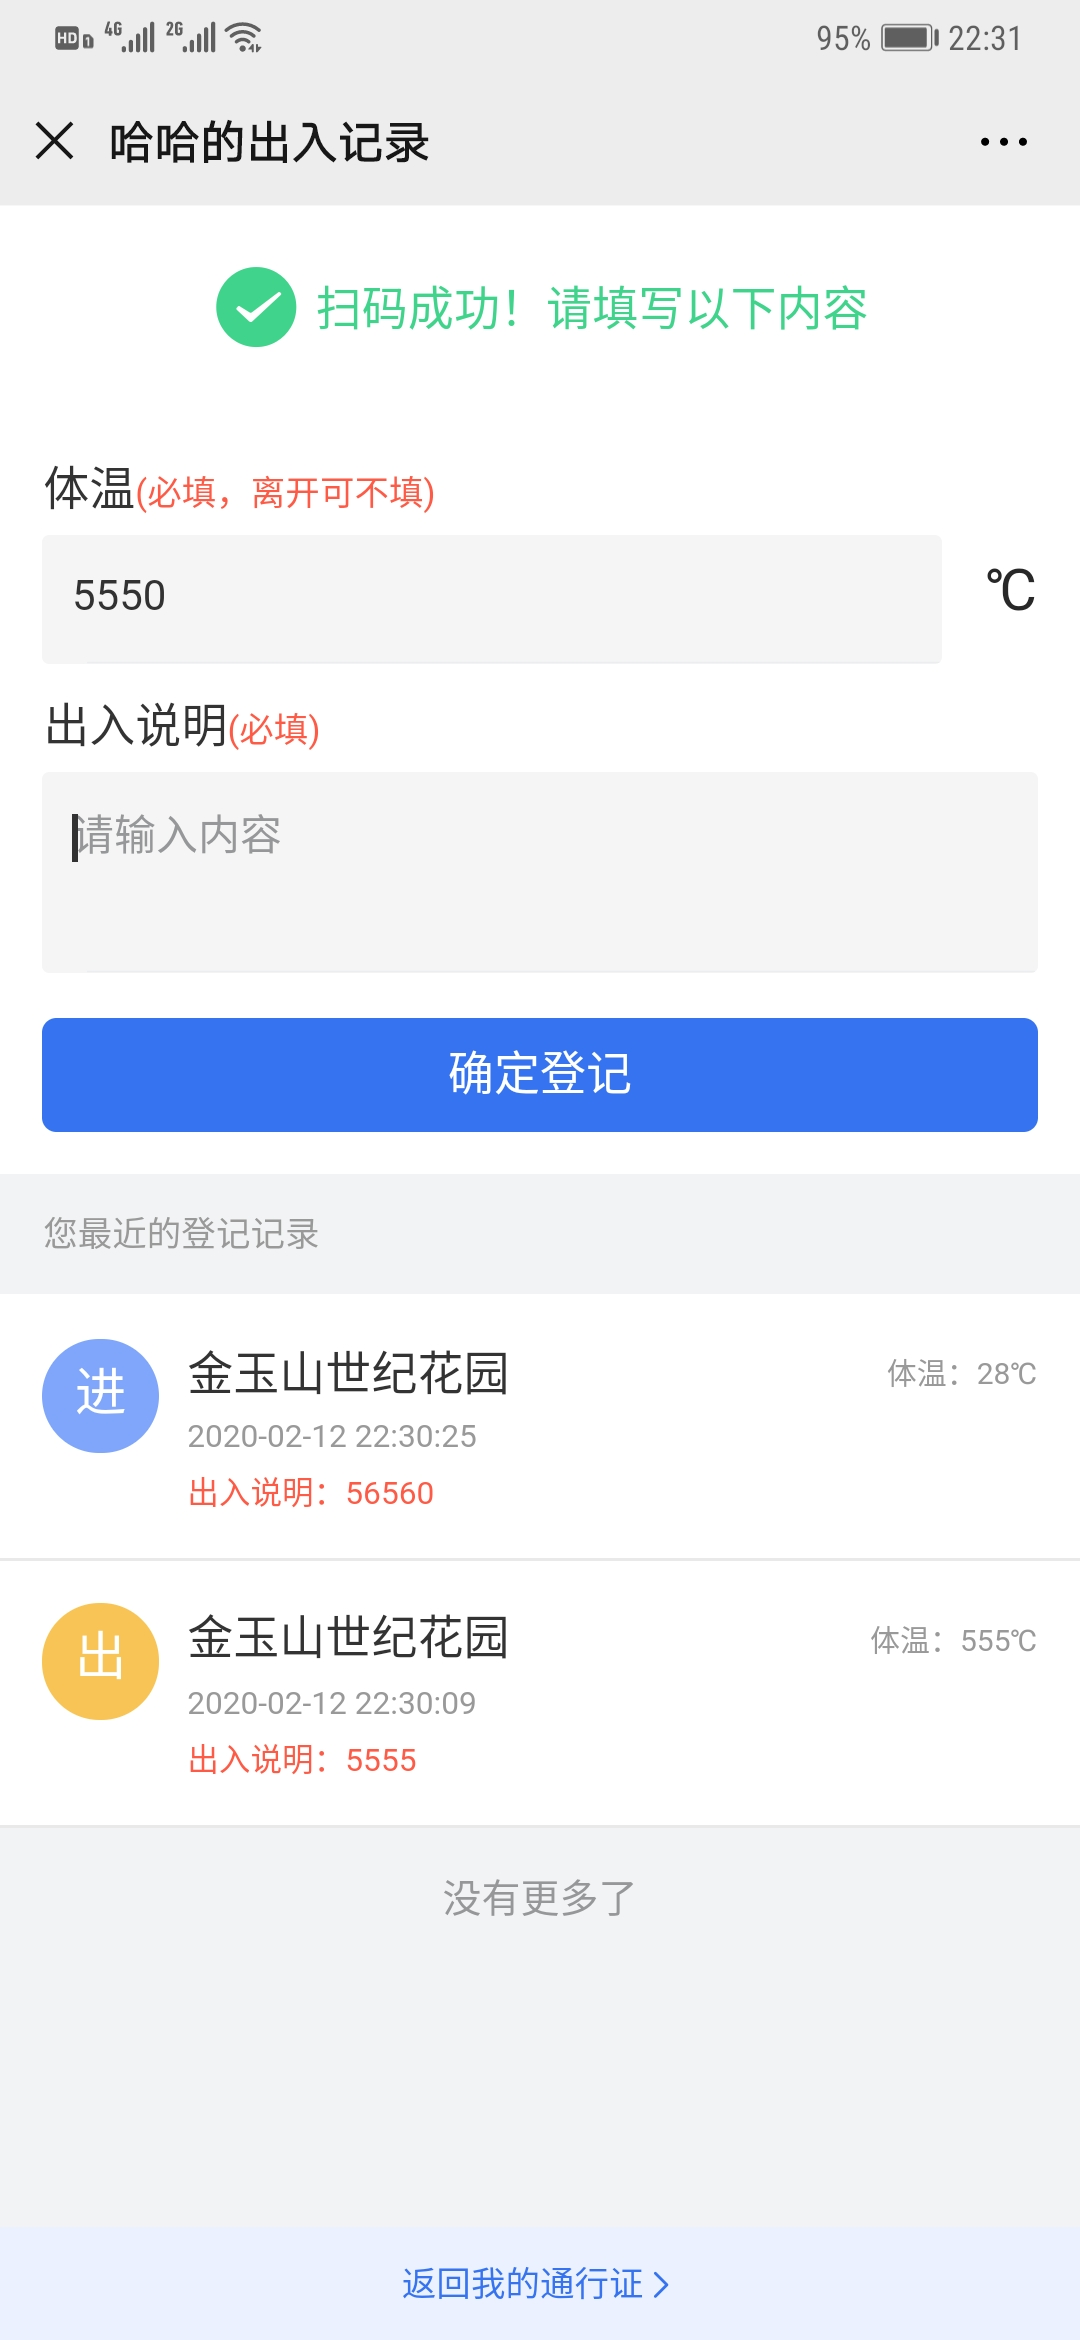 HD 1 4G 2G 95% 22:31
哈哈的出入记录
扫码成功！请填写以下内容
体温(必填，离开可不填)
5550 ℃
出入说明(必填)
请输入内容
确定登记
您最近的登记记录
进 金玉山世纪花园 体温：28℃
2020-02-12 22:30:25
出入说明：56560
出 金玉山世纪花园 体温：555℃
2020-02-12 22:30:09
出入说明：5555
没有更多了
返回我的通行证